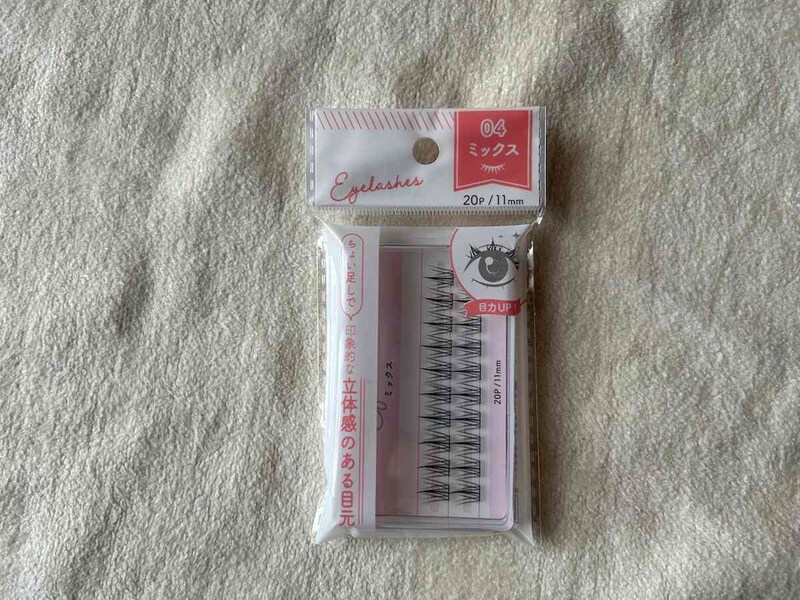 04
ミックス
Eyelashes
20P/11mm
ちょい足しで
印象的な
立体感のある目元
目力UP!
ミックス
20P/11mm